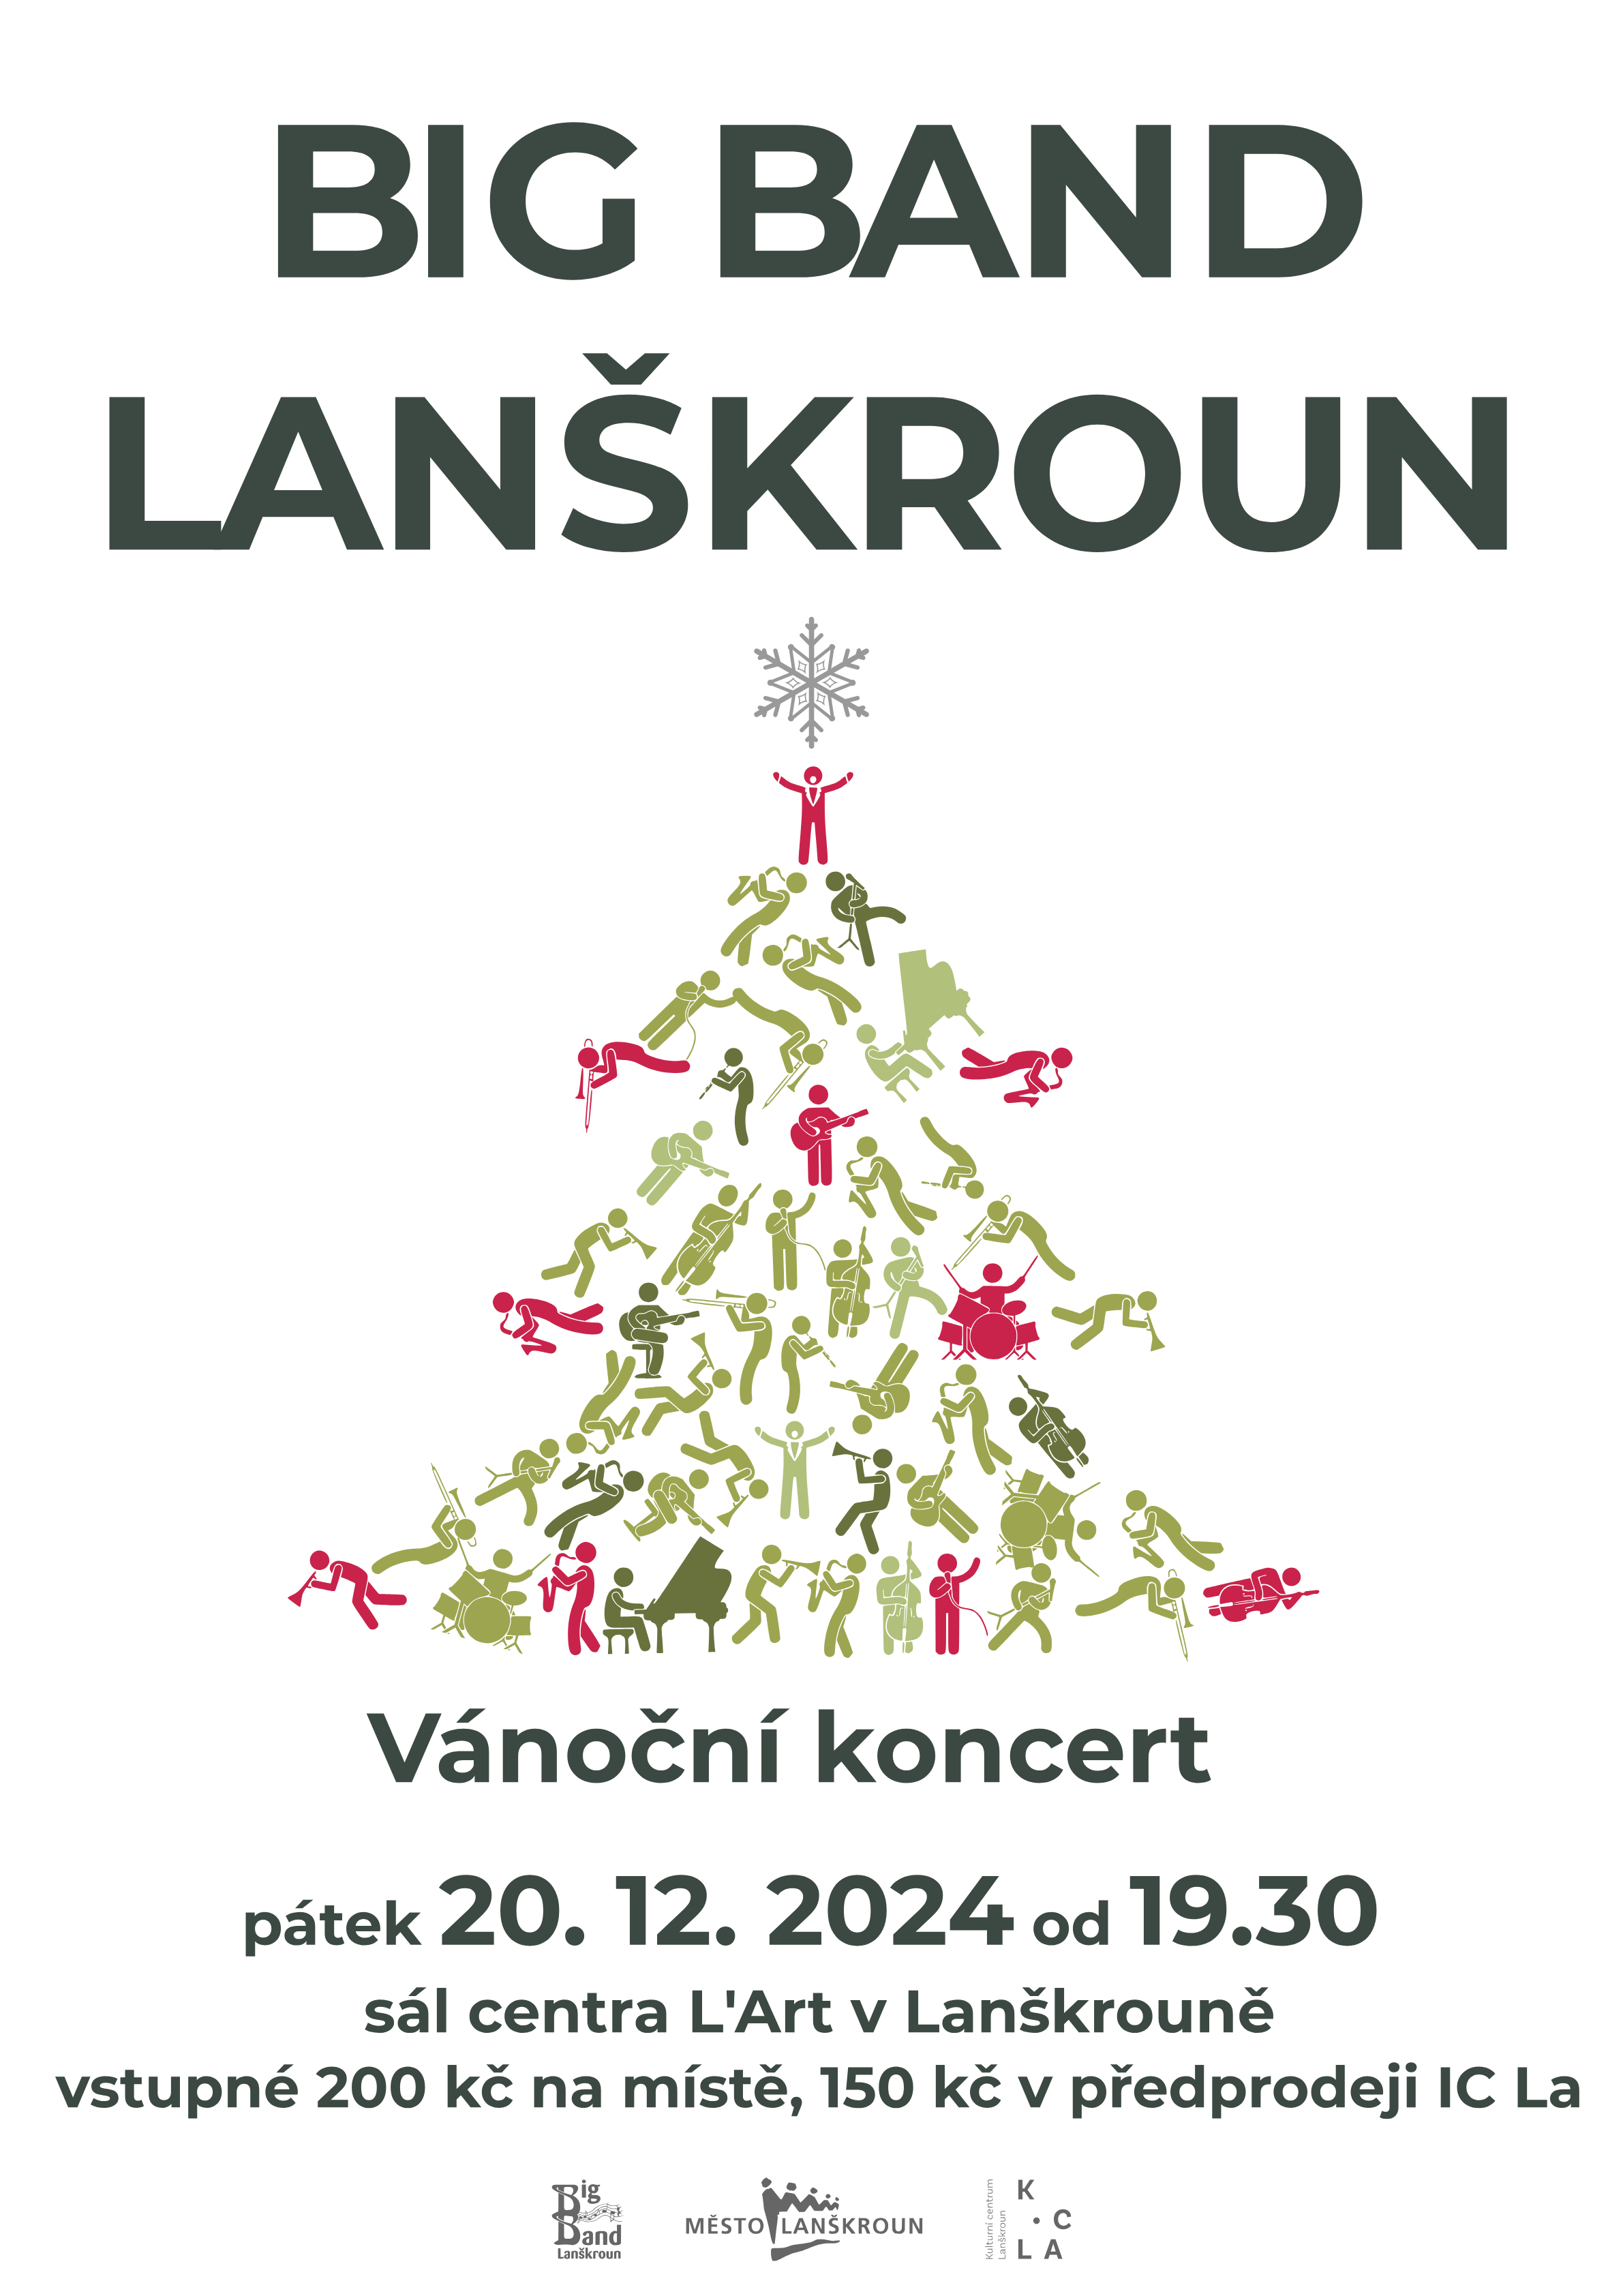 BIG BAND
LANŠKROUN
Vánoční koncert
pátek 20. 12. 2024 od 19.30
sál centra L'Art v Lanškrouně
vstupné 200 kč na místě, 150 kč v předprodeji IC La
Big
Band
Lanškroun
MĚSTO LANŠKROUN
Kulturní centrum
Lanškroun
K
· C
LA